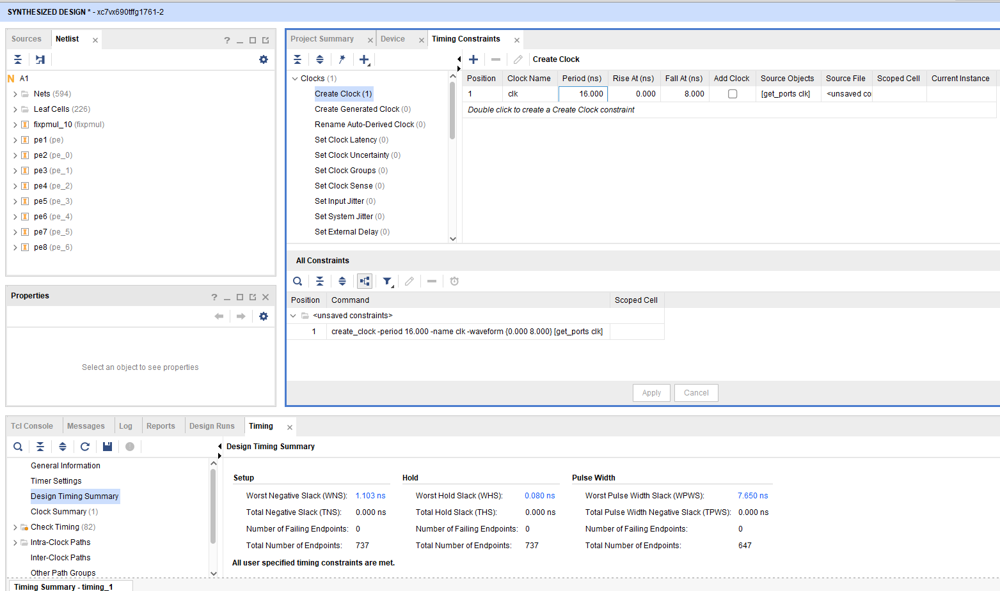 SYNTHESIZED DESIGN * - xc7vx690tffg1761-2
Sources Netlist
A1
Nets (594)
Leaf Cells (226)
fixpmul_10 (fixpmul)
pe1 (pe)
pe2 (pe_0)
pe3 (pe_1)
pe4 (pe_2)
pe5 (pe_3)
pe6 (pe_4)
pe7 (pe_5)
pe8 (pe_6)
Properties
Select an object to see properties
Project Summary Device Timing Constraints
Clocks (1)
Create Clock (1)
Create Generated Clock (0)
Rename Auto-Derived Clock (0)
Set Clock Latency (0)
Set Clock Uncertainty (0)
Set Clock Groups (0)
Set Clock Sense (0)
Set Input Jitter (0)
Set System Jitter (0)
Set External Delay (0)
Create Clock
Position Clock Name Period (ns) Rise At (ns) Fall At (ns) Add Clock Source Objects Source File Scoped Cell Current Instance
1 clk 16.000 0.000 8.000 [get_ports clk] <unsaved co
Double click to create a Create Clock constraint
All Constraints
Position Command Scoped Cell
<unsaved constraints>
1 create_clock -period 16.000 -name clk -waveform {0.000 8.000} [get_ports clk]
Apply Cancel
Tcl Console Messages Log Reports Design Runs Timing
General Information
Timer Settings
Design Timing Summary
Clock Summary (1)
Check Timing (82)
Intra-Clock Paths
Inter-Clock Paths
Other Path Groups
Design Timing Summary
Setup Hold Pulse Width
Worst Negative Slack (WNS): 1.103 ns Worst Hold Slack (WHS): 0.080 ns Worst Pulse Width Slack (WPWS): 7.650 ns
Total Negative Slack (TNS): 0.000 ns Total Hold Slack (THS): 0.000 ns Total Pulse Width Negative Slack (TPWS): 0.000 ns
Number of Failing Endpoints: 0 Number of Failing Endpoints: 0 Number of Failing Endpoints: 0
Total Number of Endpoints: 737 Total Number of Endpoints: 737 Total Number of Endpoints: 647
All user specified timing constraints are met.
Timing Summary - timing_1